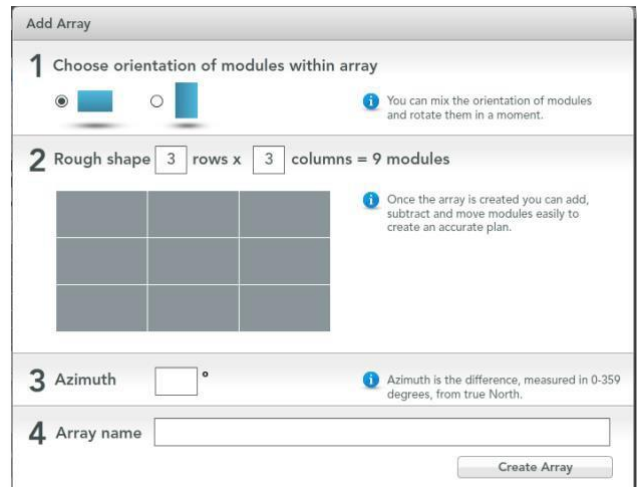 Add Array
1 Choose orientation of modules within array
You can mix the orientation of modules
and rotate them in a moment.
2 Rough shape 3 rows x 3 columns = 9 modules
Once the array is created you can add,
subtract and move modules easily to
create an accurate plan.
3 Azimuth °
Azimuth is the difference, measured in 0-359
degrees, from true North.
4 Array name
Create Array